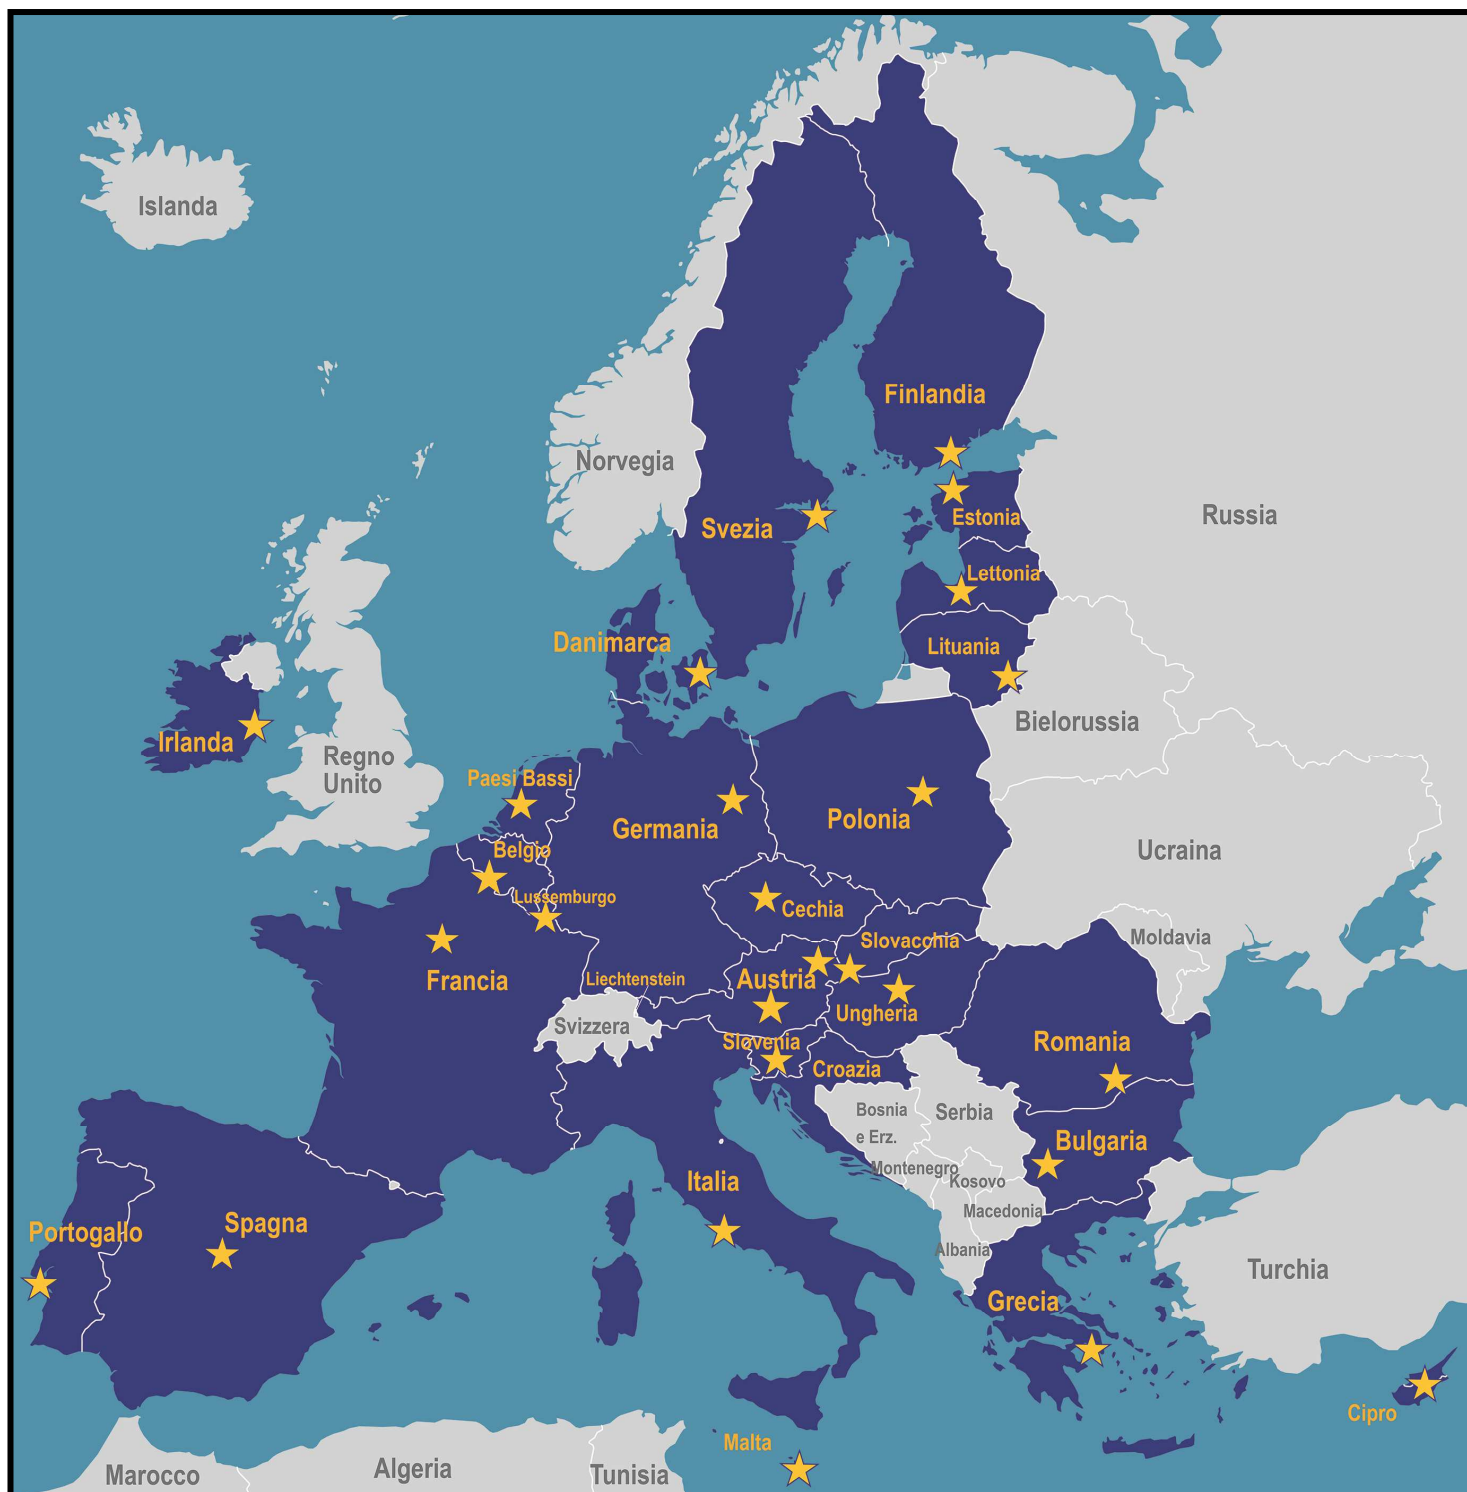 Islanda
Finlandia
Norvegia
Svezia
Estonia
Russia
Lettonia
Danimarca
Lituania
Bielorussia
Irlanda
Regno
Unito
Paesi Bassi
Germania
Polonia
Belgio
Ucraina
Lussemburgo
Cechia
Slovacchia
Moldavia
Francia
Liechtenstein
Austria
Ungheria
Svizzera
Slovenia
Romania
Croazia
Bosnia
e Erz.
Serbia
Bulgaria
Montenegro
Kosovo
Italia
Macedonia
Portogallo
Spagna
Albania
Turchia
Grecia
Cipro
Malta
Marocco
Algeria
Tunisia